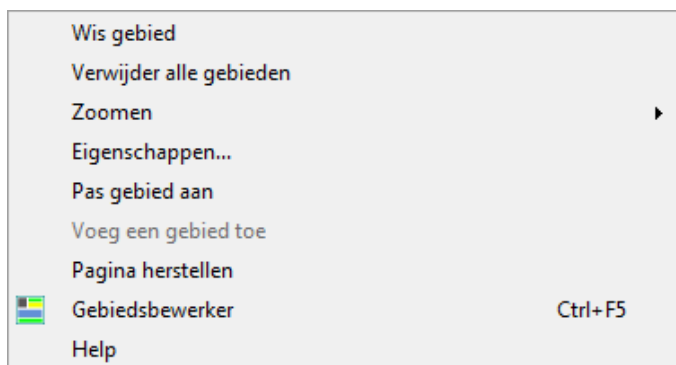 Wis gebied
Verwijder alle gebieden
Zoomen
Eigenschappen...
Pas gebied aan
Voeg een gebied toe
Pagina herstellen
Gebiedsbewerker Ctrl+F5
Help